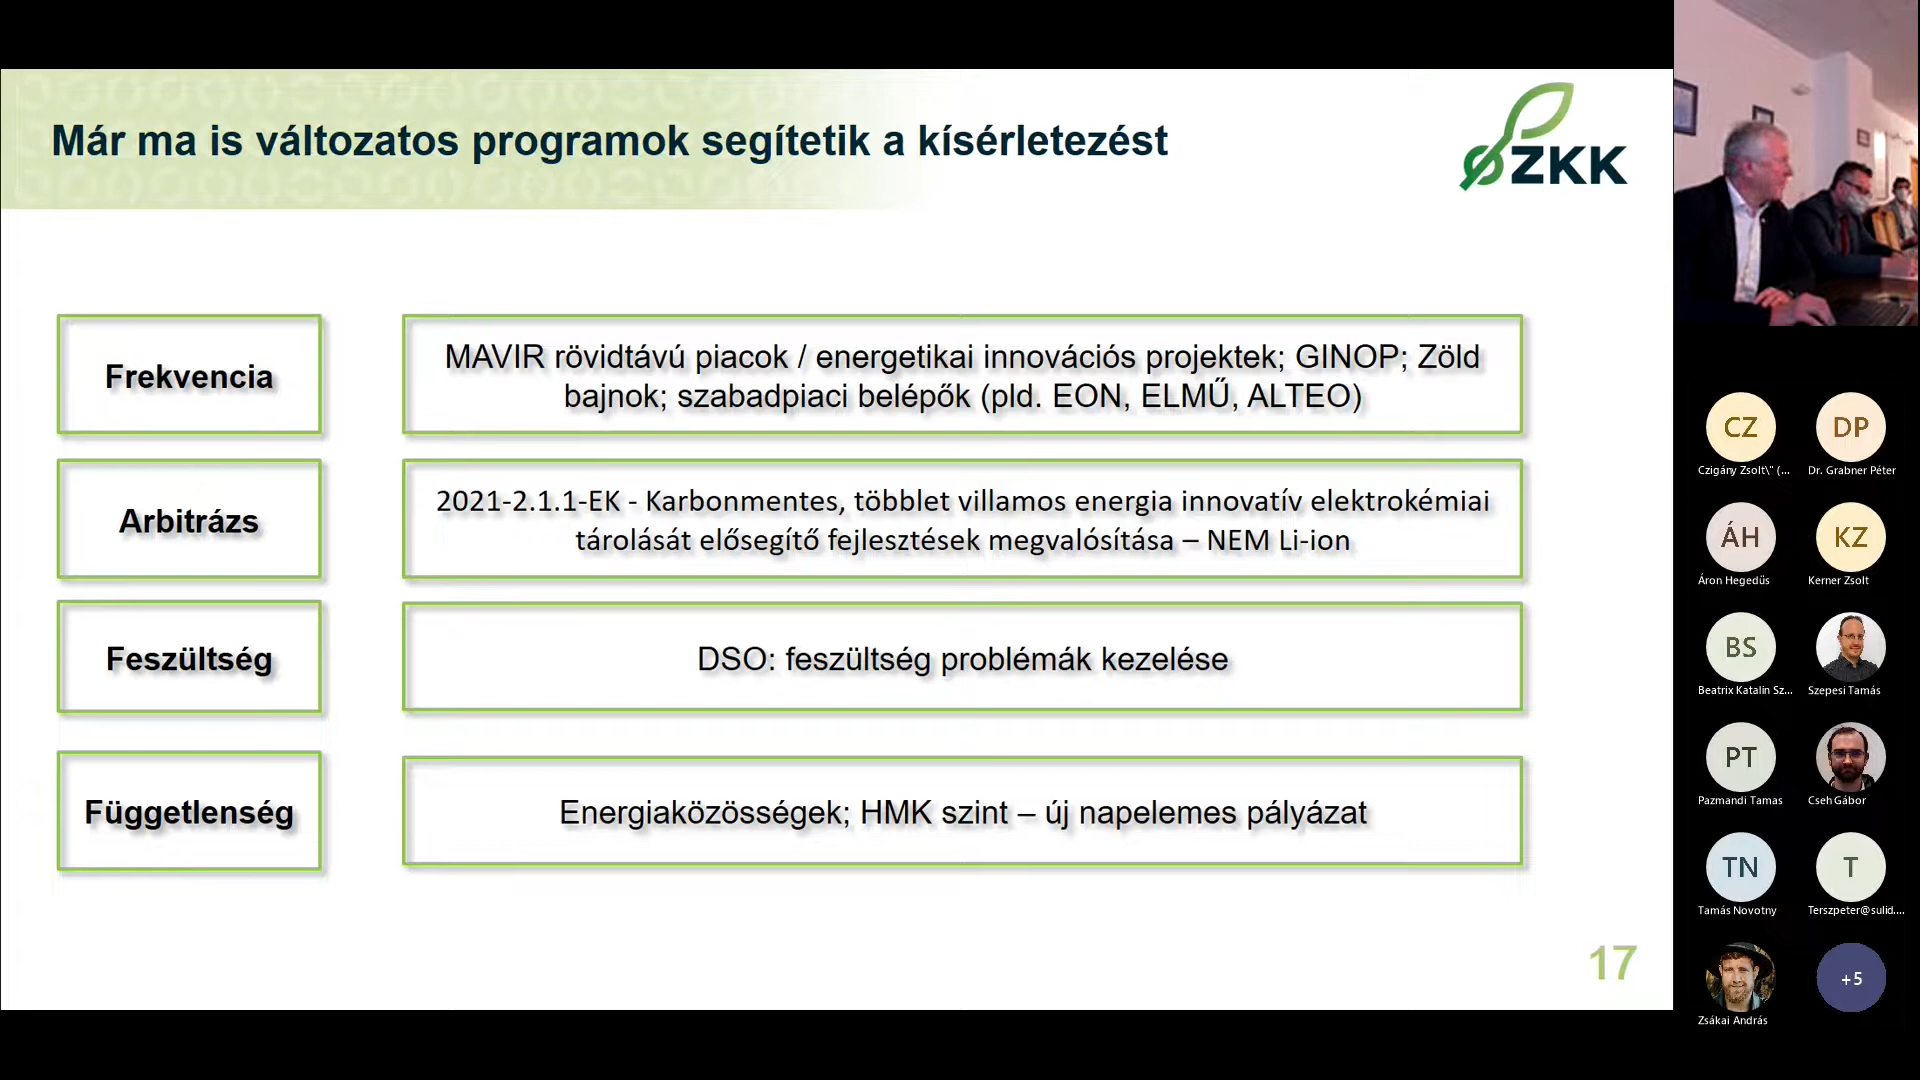 Már ma is változatos programok segítetik a kísérletezést
ZKK
Frekvencia
MAVIR rövidtávú piacok / energetikai innovációs projektek; GINOP; Zöld
bajnok; szabadpiaci belépők (pld. EON, ELMŰ, ALTEO)
Arbitrázs
2021-2.1.1-EK - Karbonmentes, többlet villamos energia innovatív elektrokémiai
tárolását elősegítő fejlesztések megvalósítása – NEM Li-ion
Feszültség
DSO: feszültség problémák kezelése
Függetlenség
Energiaközösségek; HMK szint – új napelemes pályázat
17
CZ
Czigány Zsolt\" (...
DP
Dr. Grabner Péter
ÁH
Áron Hegedűs
KZ
Kerner Zsolt
BS
Beatrix Katalin Sz...
Szepesi Tamás
PT
Pazmandi Tamas
Cseh Gábor
TN
Tamás Novotny
T
Terszpeter@sulid....
Zsákai András
+5